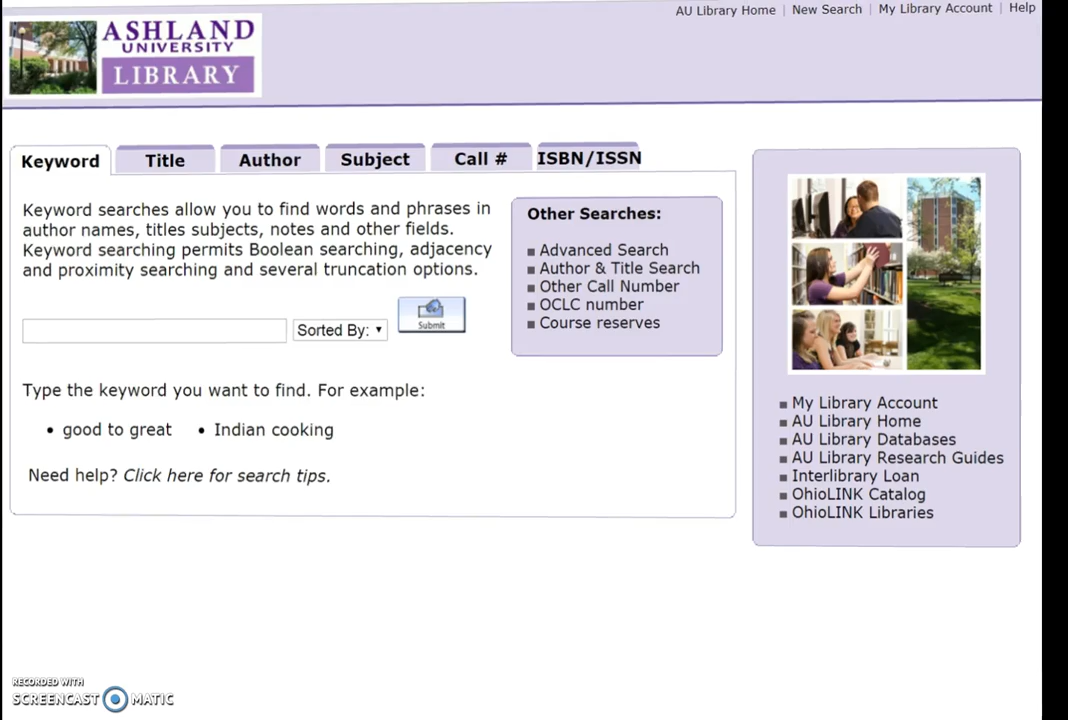 AU Library Home | New Search | My Library Account | Help
ASHLAND
UNIVERSITY
LIBRARY
Keyword Title Author Subject Call # ISBN/ISSN
Keyword searches allow you to find words and phrases in
author names, titles subjects, notes and other fields.
Keyword searching permits Boolean searching, adjacency
and proximity searching and several truncation options.
Sorted By:
Submit
Type the keyword you want to find. For example:
• good to great • Indian cooking
Need help? Click here for search tips.
Other Searches:
Advanced Search
Author & Title Search
Other Call Number
OCLC number
Course reserves
My Library Account
AU Library Home
AU Library Databases
AU Library Research Guides
Interlibrary Loan
OhioLINK Catalog
OhioLINK Libraries
RECORDED WITH
SCREENCAST MATIC